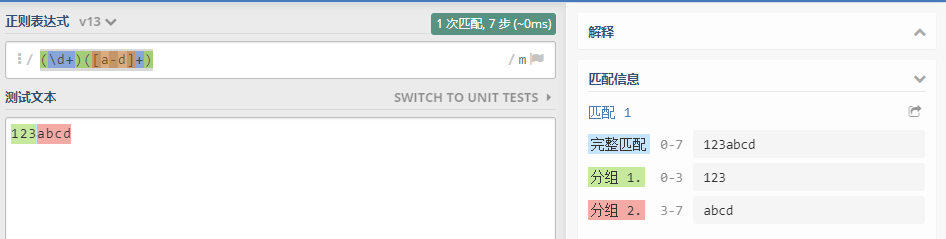 正则表达式 v13
1 次匹配, 7 步 (~0ms)
/ (\d+)([a-d]+) / m
测试文本
SWITCH TO UNIT TESTS
123abcd
解释
匹配信息
匹配 1
完整匹配 0-7 123abcd
分组 1. 0-3 123
分组 2. 3-7 abcd